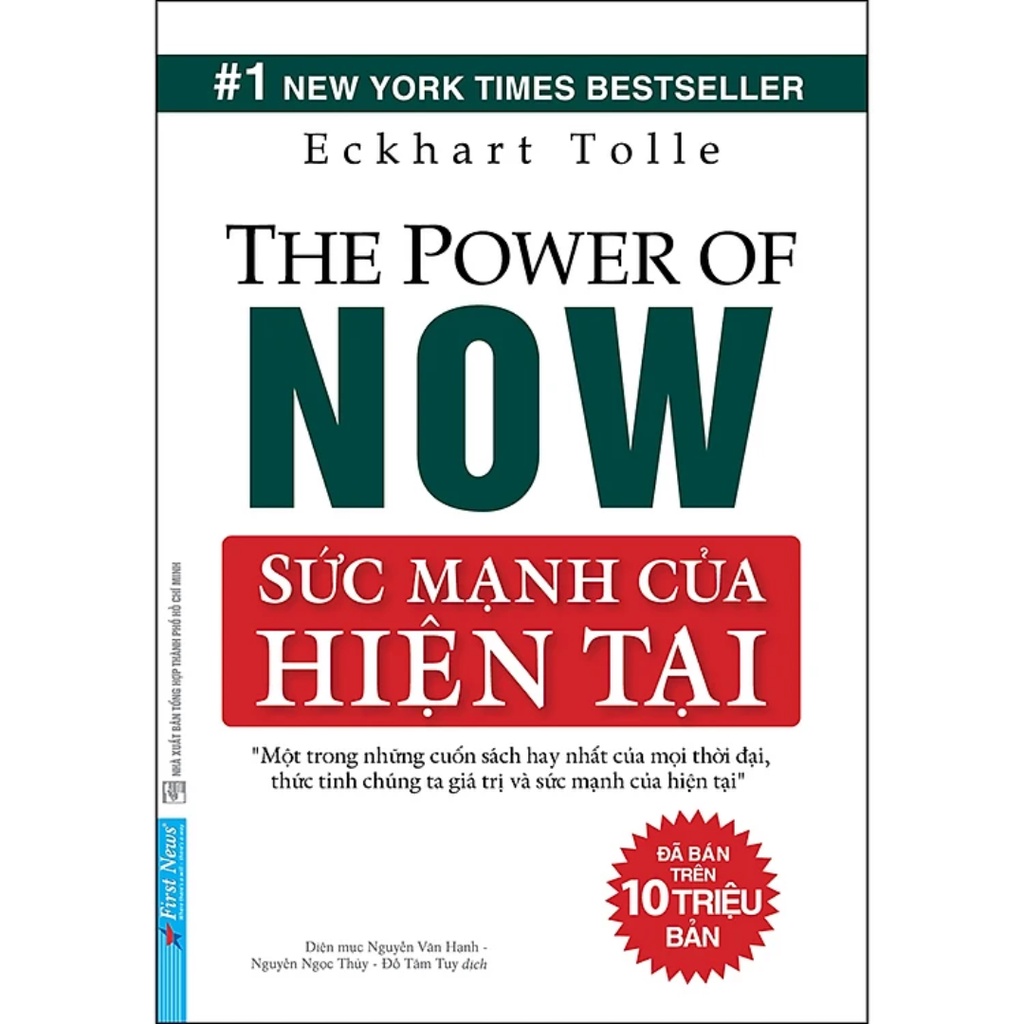 #1 NEW YORK TIMES BESTSELLER
Eckhart Tolle
THE POWER OF
NOW
SỨC MẠNH CỦA
HIỆN TẠI
"Một trong những cuốn sách hay nhất của mọi thời đại,
thức tỉnh chúng ta giá trị và sức mạnh của hiện tại"
ĐÃ BÁN
TRÊN
10 TRIỆU
BẢN
Diện mục Nguyễn Văn Hạnh -
Nguyễn Ngọc Thủy - Đỗ Tâm Tuy dịch
NHÀ XUẤT BẢN TỔNG HỢP THÀNH PHỐ HỒ CHÍ MINH
First News